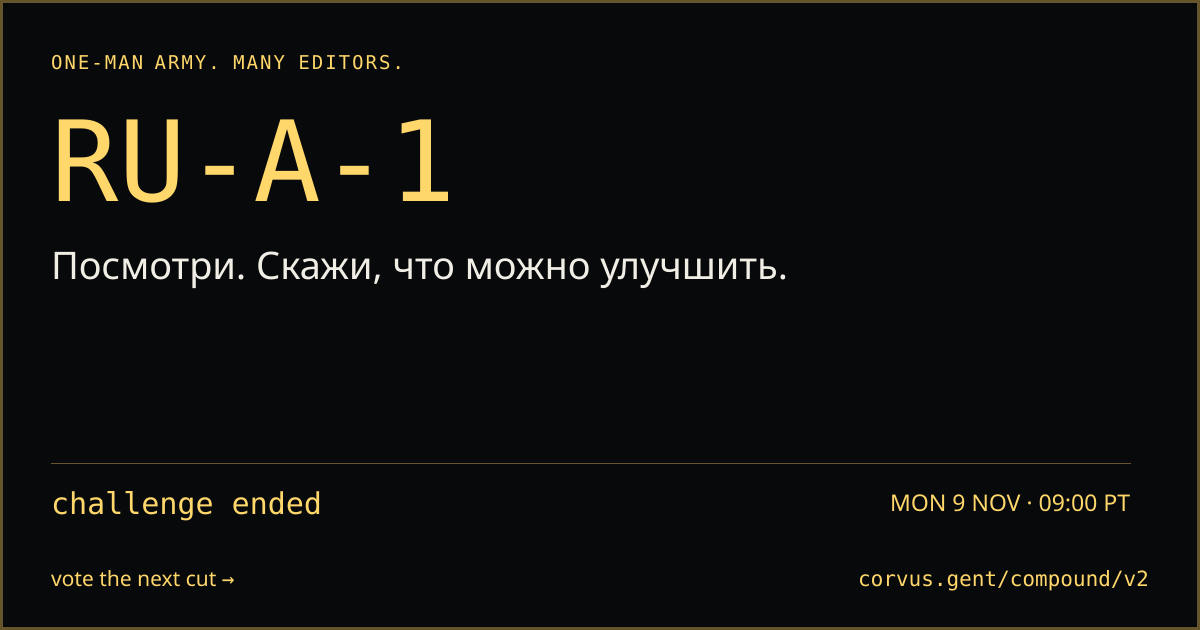 ONE-MAN ARMY. MANY EDITORS.
RU-A-1
Посмотри. Скажи, что можно улучшить.
challenge ended
MON 9 NOV · 09:00 PT
vote the next cut →
corvus.gent/compound/v2